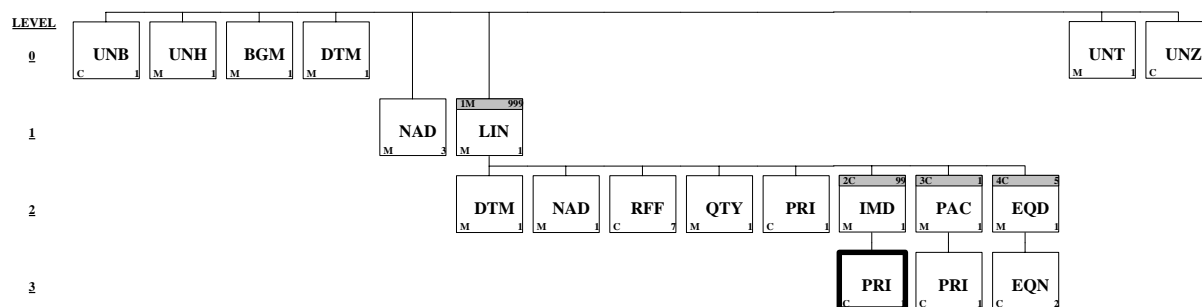 LEVEL
0
UNB
C 1
UNH
M 1
BGM
M 1
DTM
M 1
UNT
M 1
UNZ
C
1
NAD
M 3
1M 999
LIN
M 1
2
DTM
M 1
NAD
M 1
RFF
C 7
QTY
M 1
PRI
C 1
2C 99
IMD
M 1
3C 1
PAC
M 1
4C 5
EQD
M 1
3
PRI
C 1
PRI
C 1
EQN
C 2